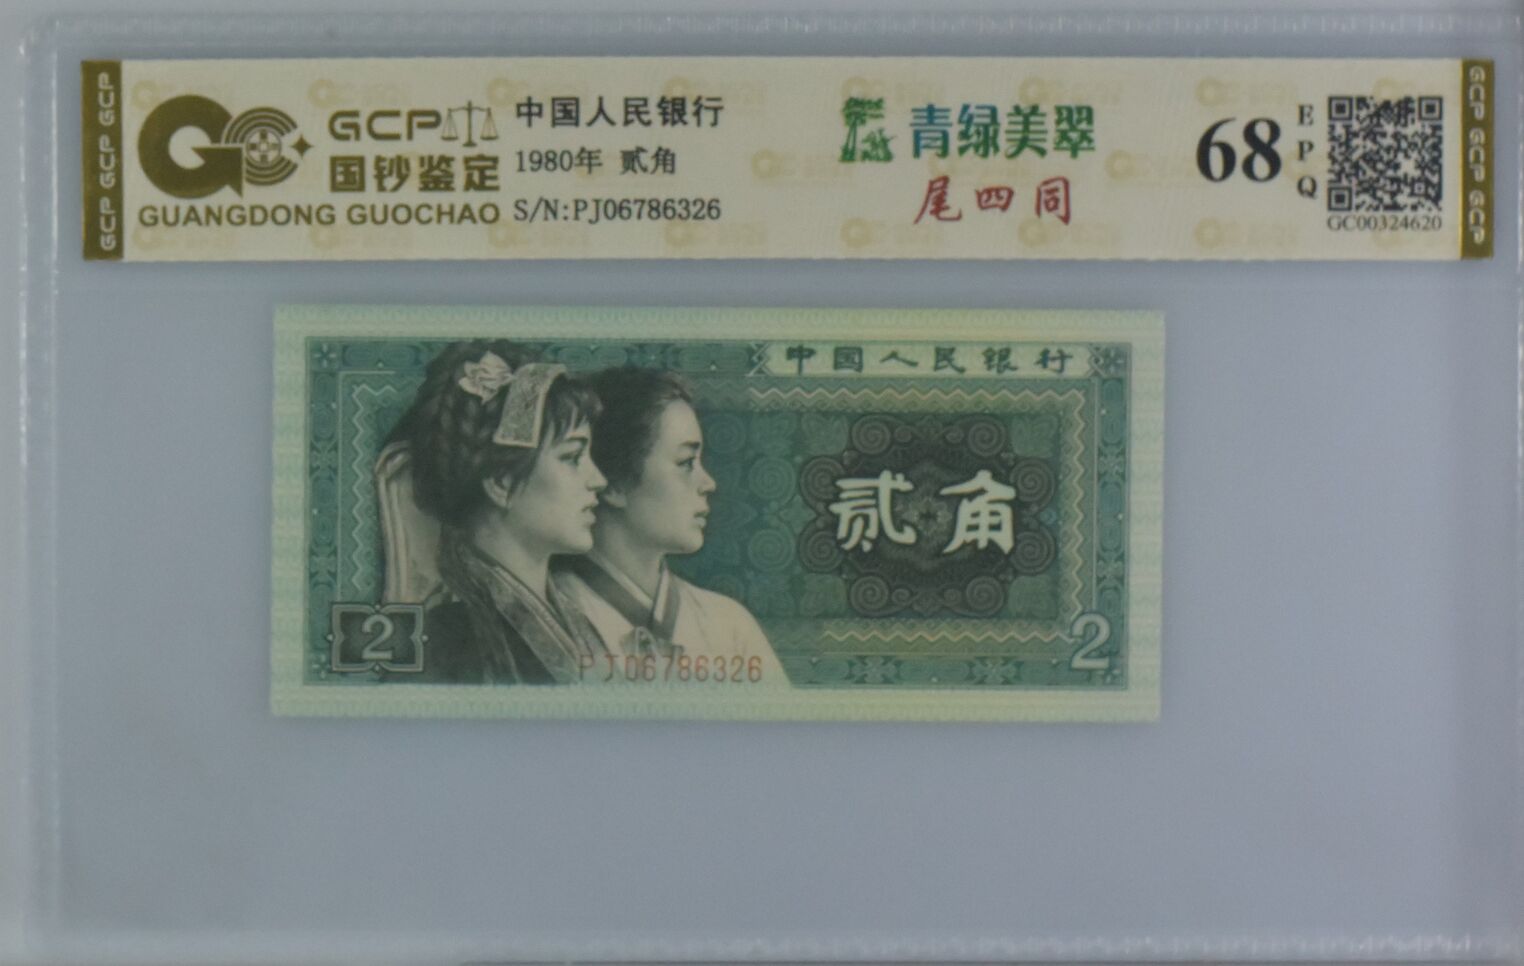 GCP GCP GCP
GCP
国钞鉴定
GUANGDONG GUOCHAO
中国人民银行
1980年 贰角
S/N:PJ06786326
青绿美翠
尾四同
68
EPQ
GC00324620
GCP GCP GCP
中国人民银行
贰角
2
2
PJ06786326